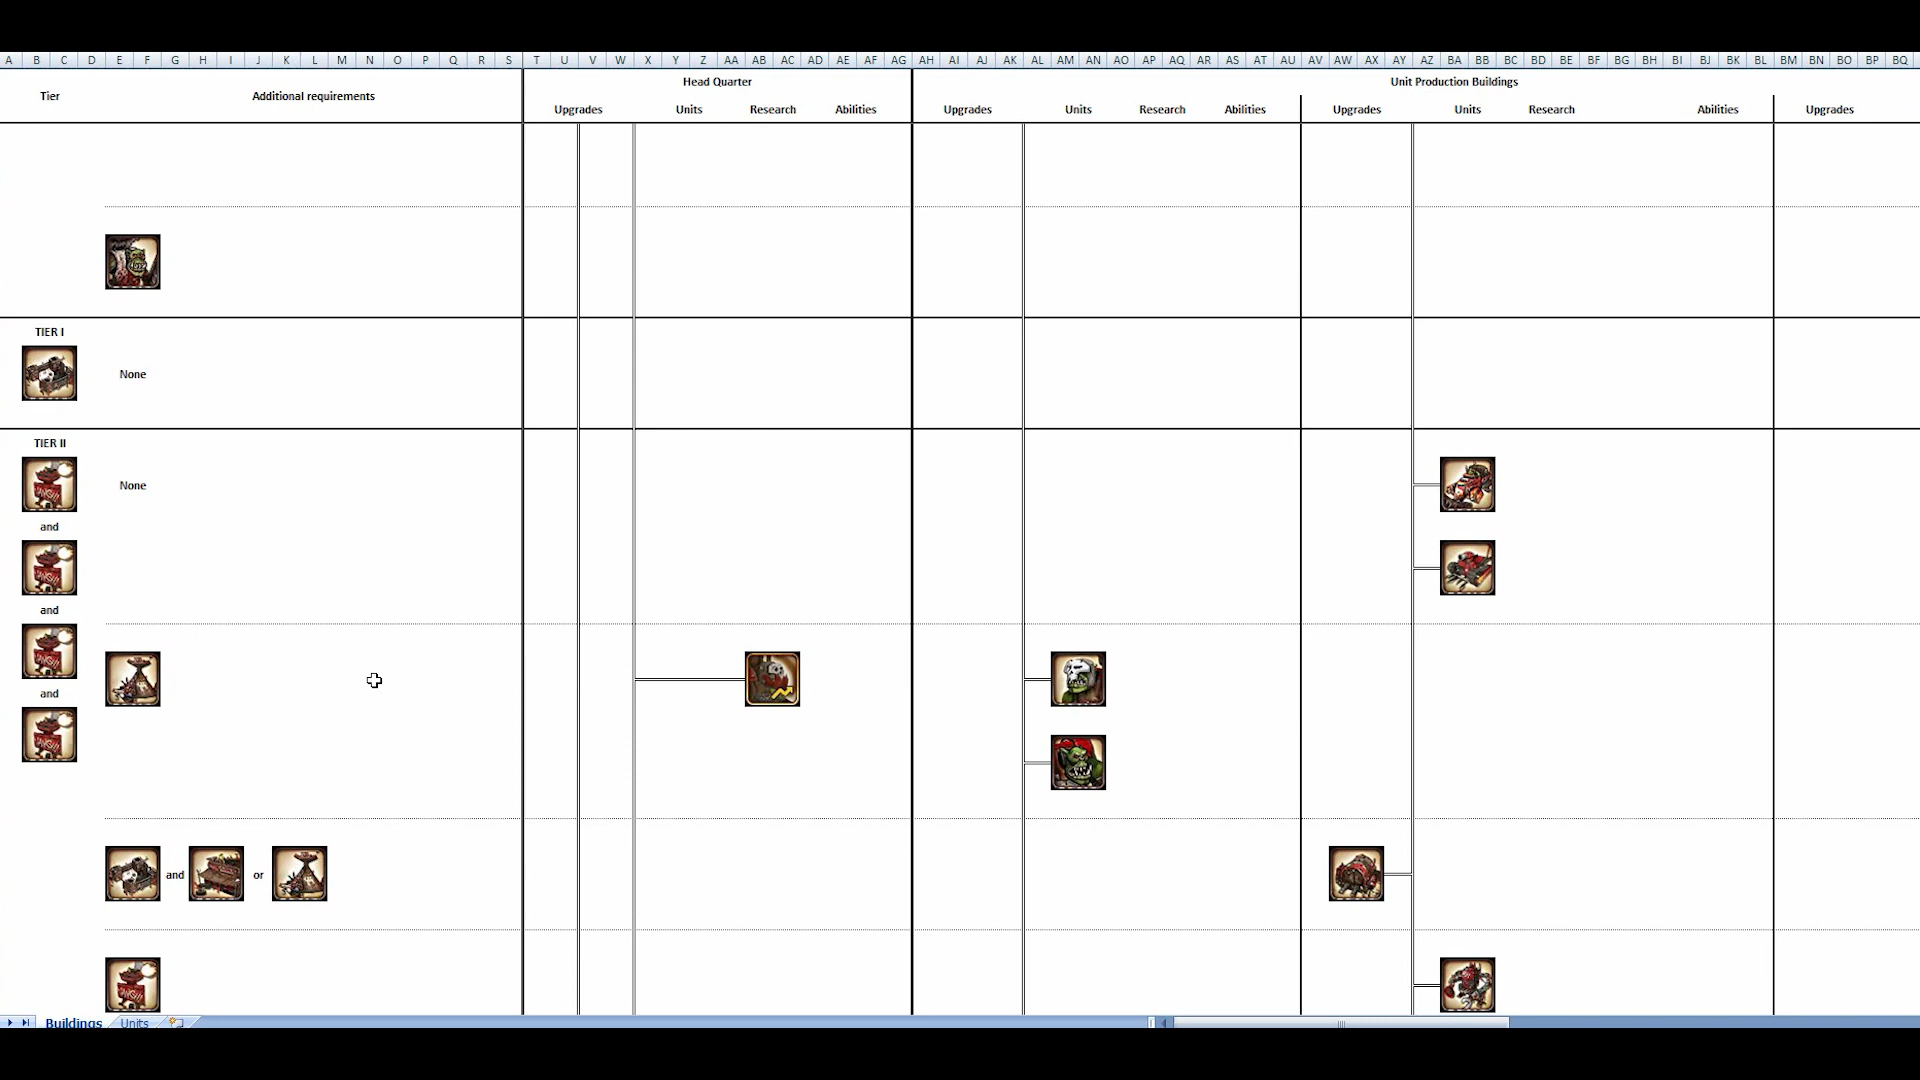 A B C D E F G H I J K L M N O P Q R S T U V W X Y Z AA AB AC AD AE AF AG AH AI AJ AK AL AM AN AO AP AQ AR AS AT AU AV AW AX AY AZ BA BB BC BD BE BF BG BH BI BJ BK BL BM BN BO BP BQ
Head Quarter Unit Production Buildings
Tier Additional requirements
Upgrades Units Research Abilities Upgrades Units Research Abilities Upgrades Units Research Abilities Upgrades
TIER I
None
TIER II
None
and
and
and
and or
Buildings Units